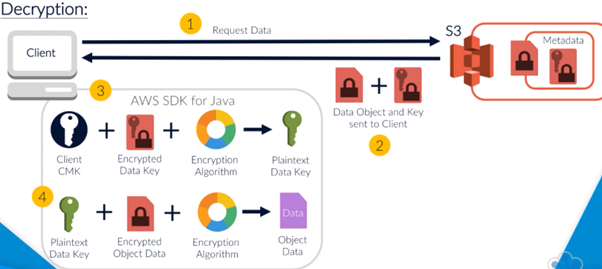 Decryption:
1
Request Data
Client
S3
Metadata
Data Object and Key
sent to Client
2
3
AWS SDK for Java
Client
CMK
Encrypted
Data Key
Encryption
Algorithm
Plaintext
Data Key
4
Data
Plaintext
Data Key
Encrypted
Object Data
Encryption
Algorithm
Object
Data